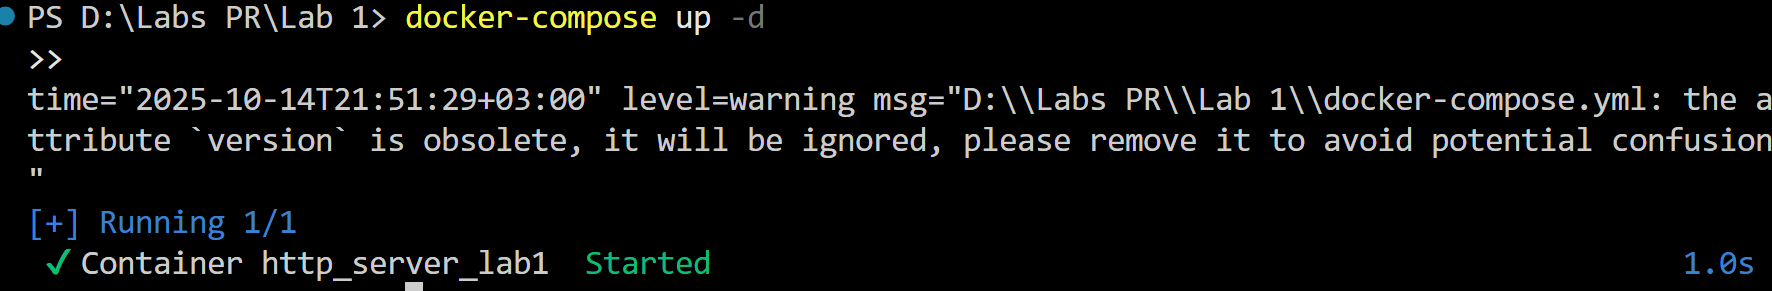 PS D:\Labs PR\Lab 1> docker-compose up -d
>>
time="2025-10-14T21:51:29+03:00" level=warning msg="D:\\Labs PR\\Lab 1\\docker-compose.yml: the a
ttribute `version` is obsolete, it will be ignored, please remove it to avoid potential confusion
"
[+] Running 1/1
✔ Container http_server_lab1  Started 1.0s